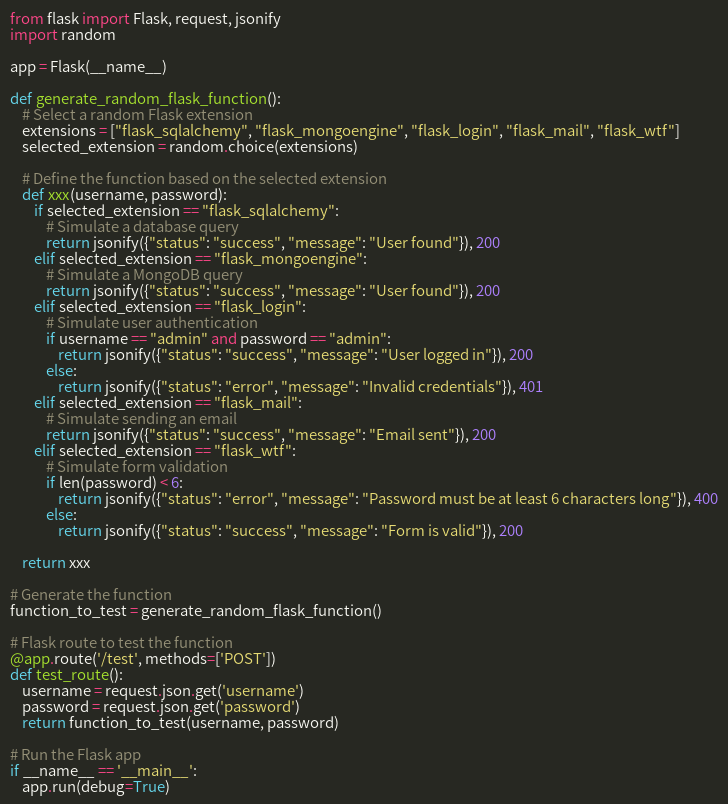 from flask import Flask, request, jsonify
import random

app = Flask(__name__)

def generate_random_flask_function():
    # Select a random Flask extension
    extensions = ["flask_sqlalchemy", "flask_mongoengine", "flask_login", "flask_mail", "flask_wtf"]
    selected_extension = random.choice(extensions)

    # Define the function based on the selected extension
    def xxx(username, password):
        if selected_extension == "flask_sqlalchemy":
            # Simulate a database query
            return jsonify({"status": "success", "message": "User found"}), 200
        elif selected_extension == "flask_mongoengine":
            # Simulate a MongoDB query
            return jsonify({"status": "success", "message": "User found"}), 200
        elif selected_extension == "flask_login":
            # Simulate user authentication
            if username == "admin" and password == "admin":
                return jsonify({"status": "success", "message": "User logged in"}), 200
            else:
                return jsonify({"status": "error", "message": "Invalid credentials"}), 401
        elif selected_extension == "flask_mail":
            # Simulate sending an email
            return jsonify({"status": "success", "message": "Email sent"}), 200
        elif selected_extension == "flask_wtf":
            # Simulate form validation
            if len(password) < 6:
                return jsonify({"status": "error", "message": "Password must be at least 6 characters long"}), 400
            else:
                return jsonify({"status": "success", "message": "Form is valid"}), 200

    return xxx

# Generate the function
function_to_test = generate_random_flask_function()

# Flask route to test the function
@app.route('/test', methods=['POST'])
def test_route():
    username = request.json.get('username')
    password = request.json.get('password')
    return function_to_test(username, password)

# Run the Flask app
if __name__ == '__main__':
    app.run(debug=True)